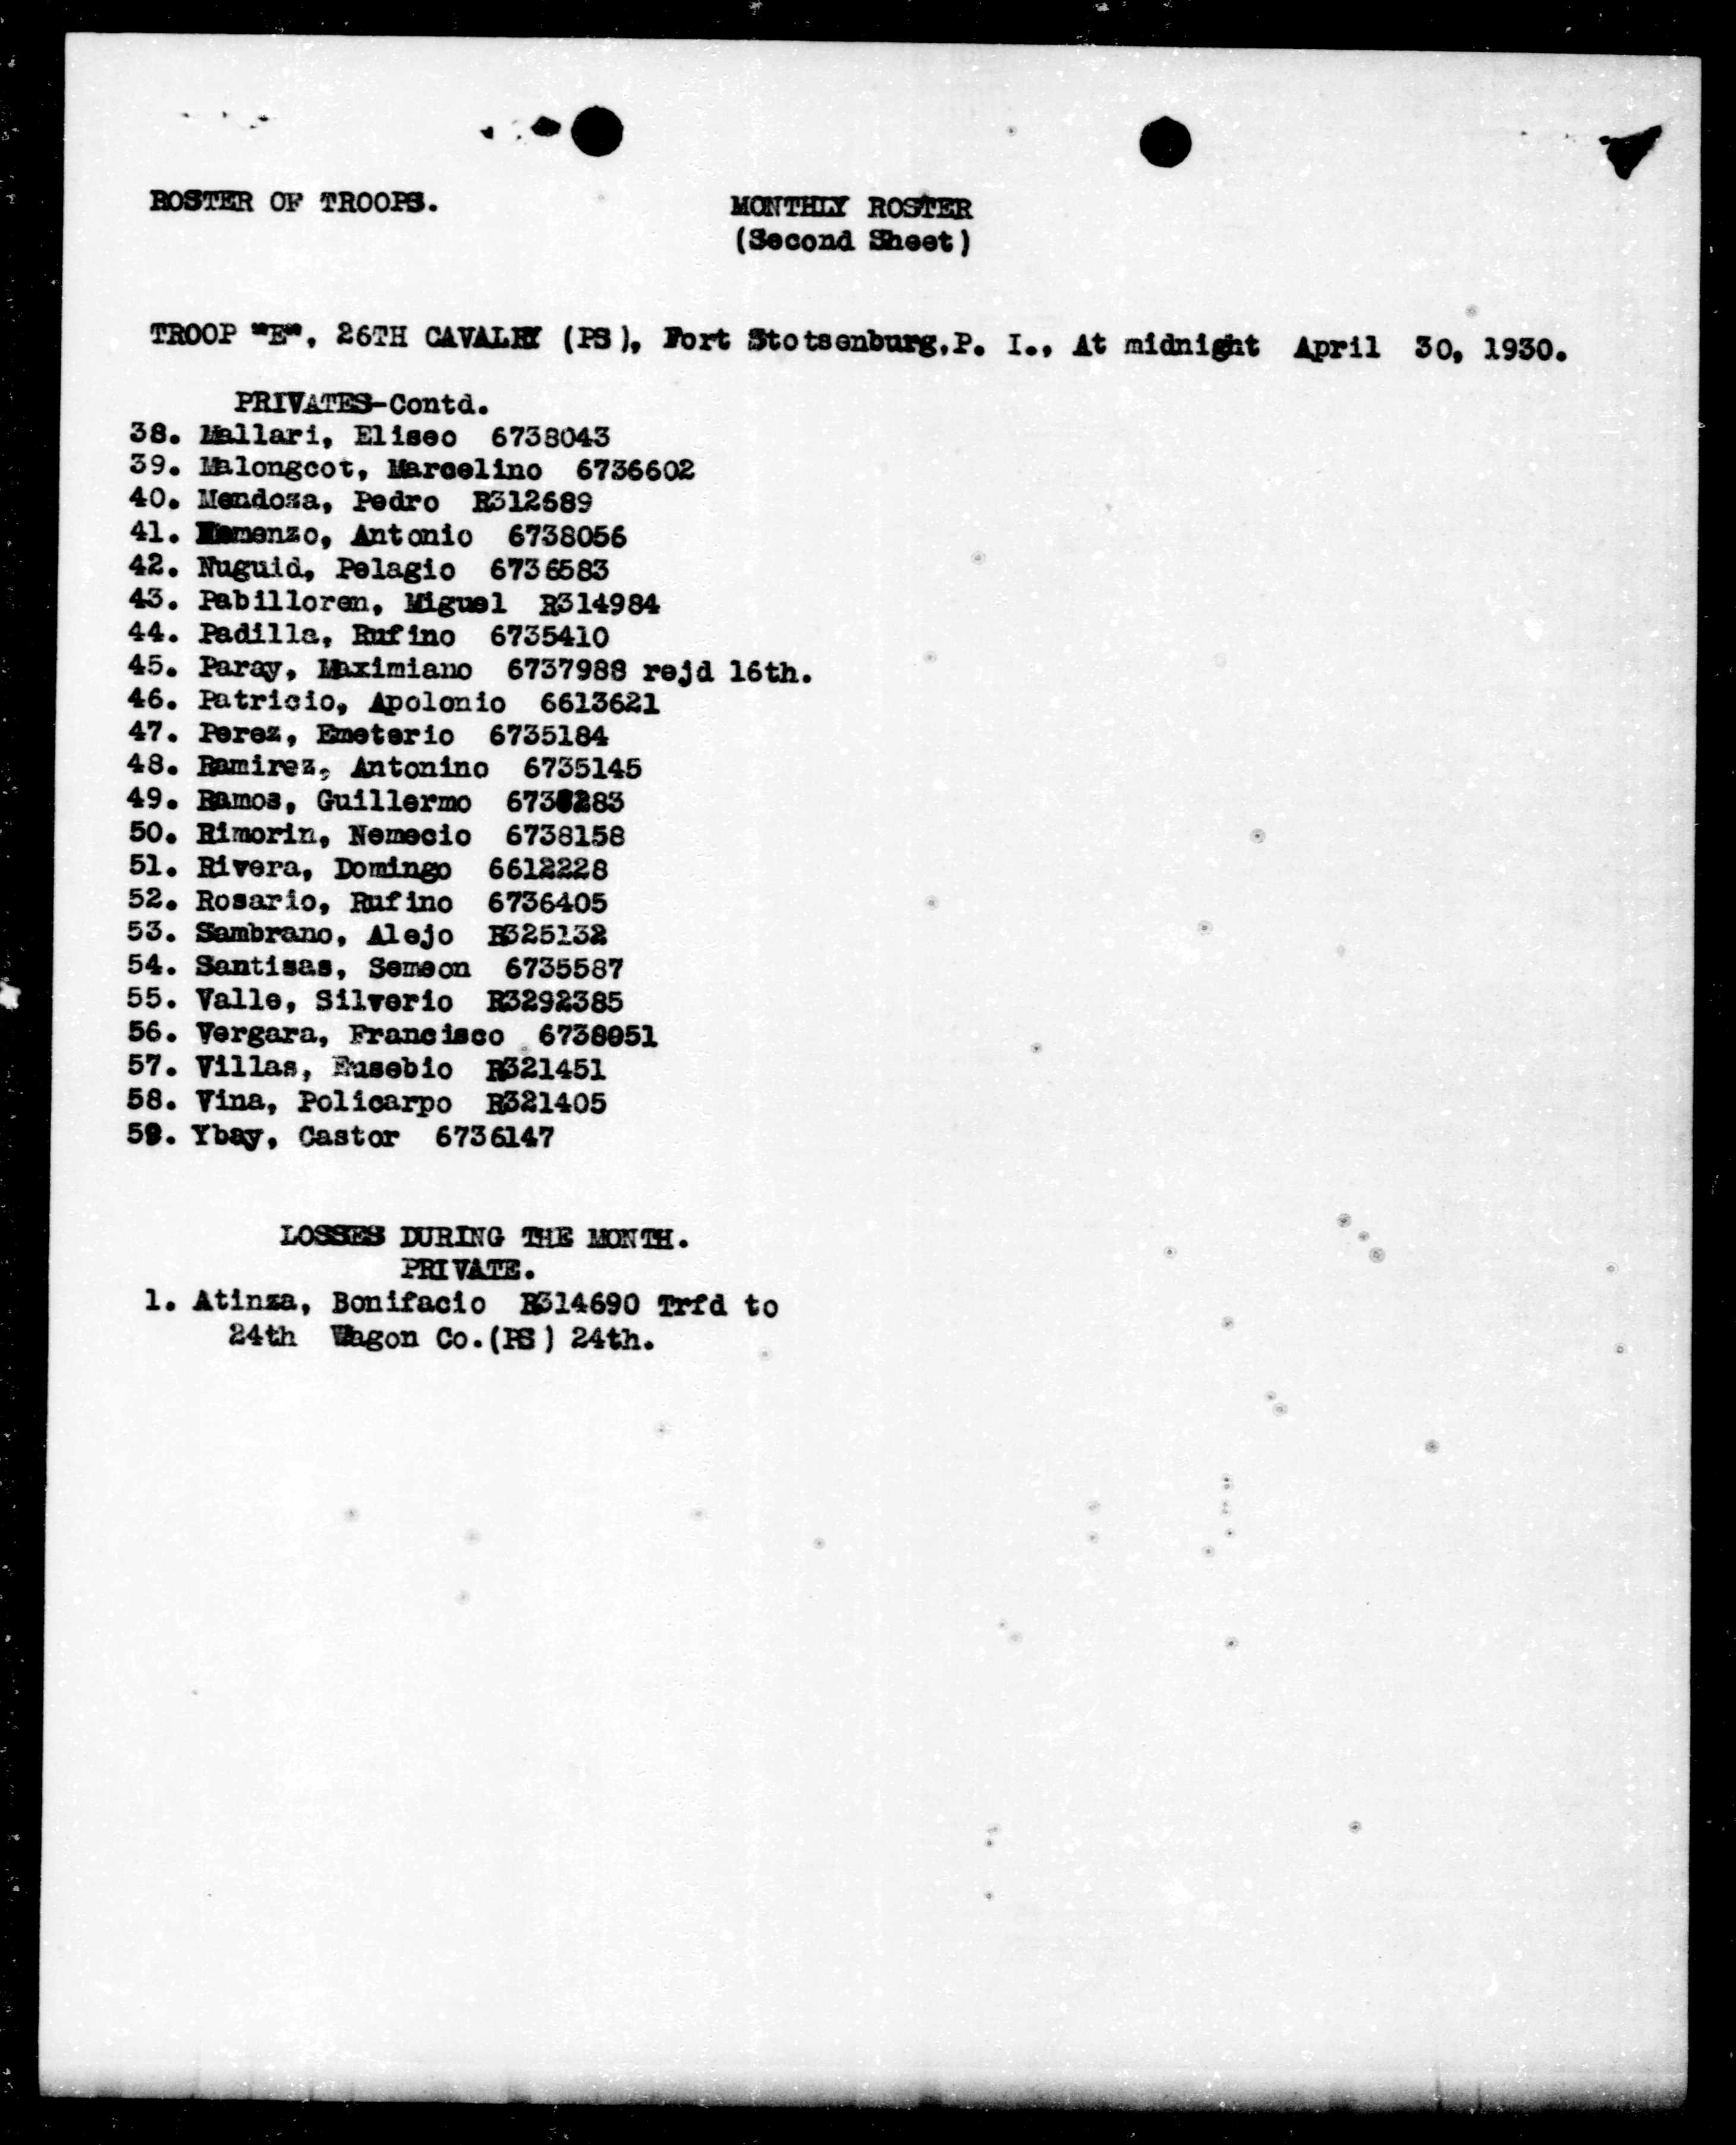 ROSTER OF TROOPS.
MONTHLY ROSTER
(Second Sheet)
TROOP "E", 26TH CAVALRY (PS), Fort Stotsenburg,P. I., At midnight April 30, 1930.
PRIVATES-Contd.
38. Mallari, Eliseo 6738043
39. Malongcot, Marcelino 6736602
40. Mendoza, Pedro R312689
41. Antonio 6738056
42. Nuguid, Pelagio 6736583
43. Pabilloren, Miguel R314984
44. Padilla, Rufino 6735410
45. Paray, Maximiano 6737988 rejd 16th.
46. Patricio, Apolonio 6613621
47. Perez, Emeterio 6735184
48. Ramirez, Antonino 6735145
49. Ramos, Guillermo
50. Rimorin, Nemecio 6738158
51. Rivera, Domingo 6612228
52. Rosario, Rufino 6736405
53. Sambrano, Alejo R325132
54. Santisas, Semeon 6735587
55. Valle, Silverio R3292385
56. Vergara, Francisco 6738051
57. Villas, Eusebio R321451
58. Vina, Policarpo R321405
59. Ybay, Castor 6736147
LOSSES DURING THE MONTH.
PRIVATE.
1. Atinza, Bonifacio R314690 Trfd to
24th Wagon Co.(PS) 24th.